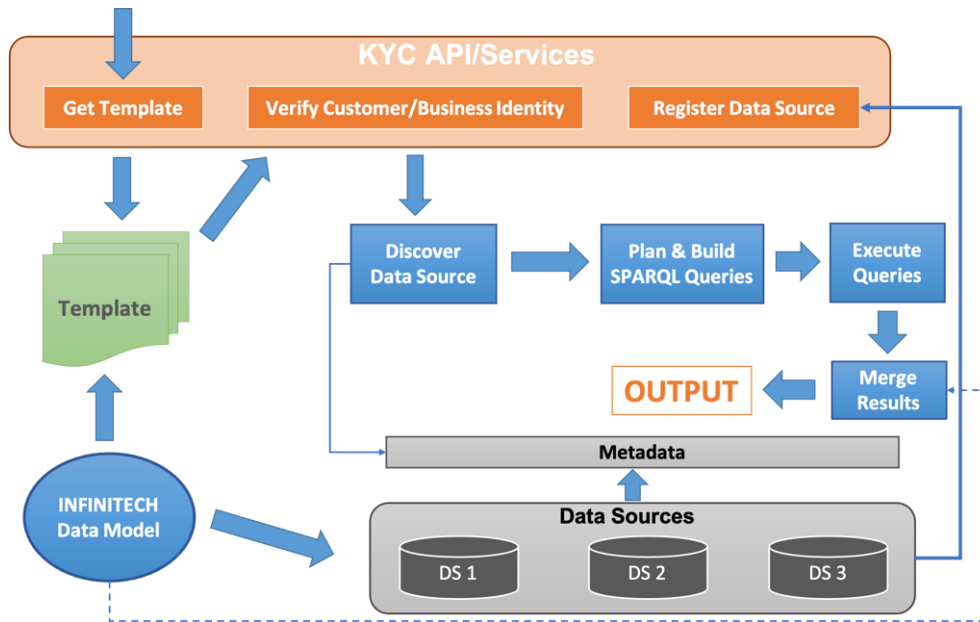 KYC API/Services
Get Template
Verify Customer/Business Identity
Register Data Source
Discover
Data Source
Plan & Build
SPARQL Queries
Execute
Queries
Template
Merge
Results
OUTPUT
Metadata
INFINITECH
Data Model
Data Sources
DS 1
DS 2
DS 3